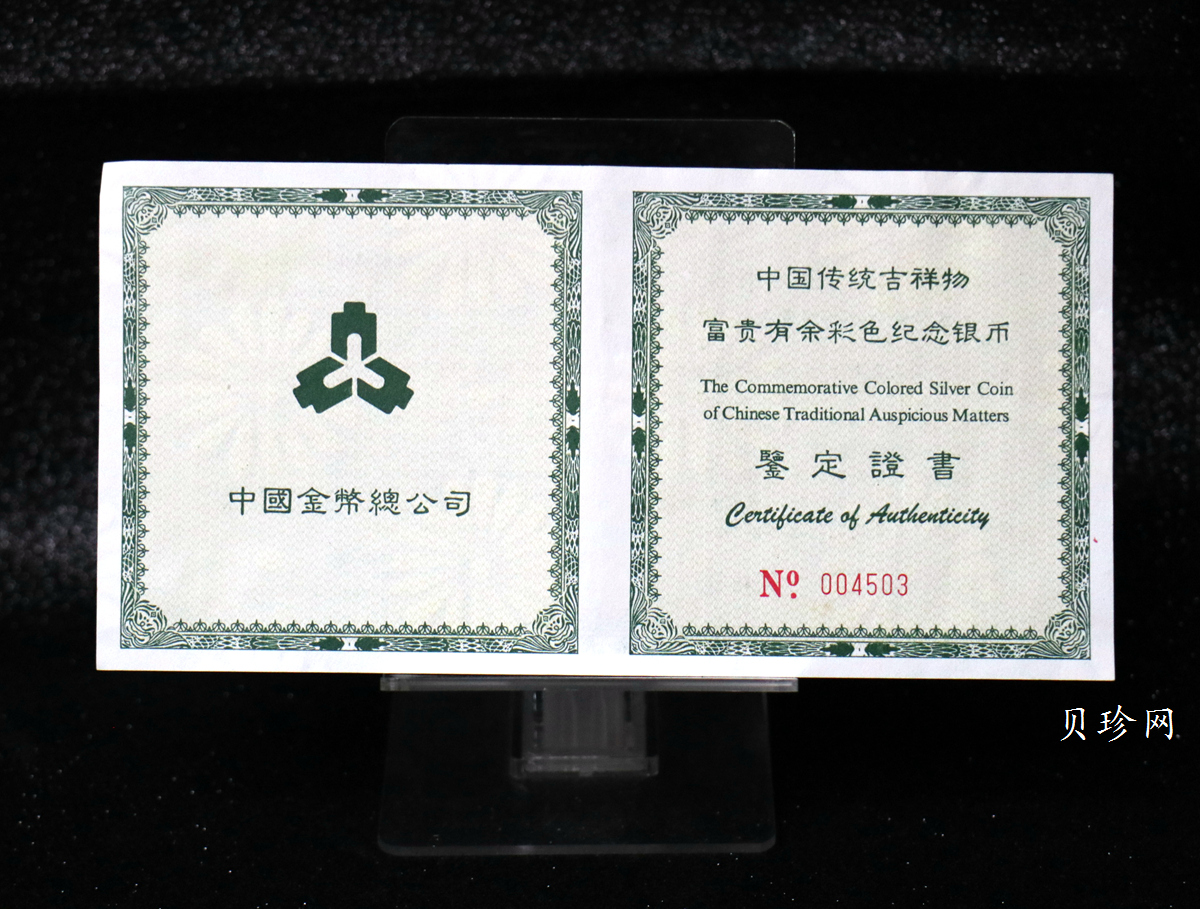 中國金幣總公司
中国传统吉祥物
富贵有余彩色纪念银币
The Commemorative Colored Silver Coin
of Chinese Traditional Auspicious Matters
鑒定證書
Certificate of Authenticity
Nº 004503
贝珍网